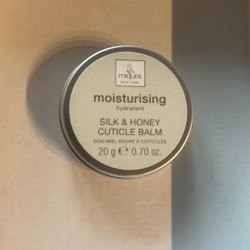 miqura
SKIN CARE
moisturising
hydratant
SILK & HONEY
CUTICLE BALM
SOIE/MIEL BAUME À CUTICULES
20 g ℮ 0.70 oz.